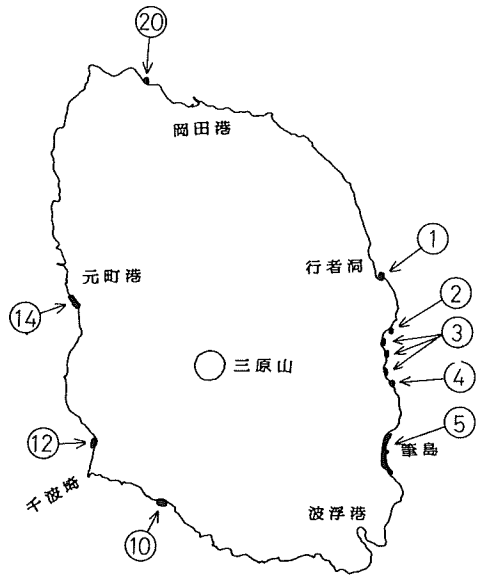 ⑳
岡田港
①
行者洞
元町港
②
⑭
③
三原山
④
⑤
筆島
⑫
千波埼
波浮港
⑩